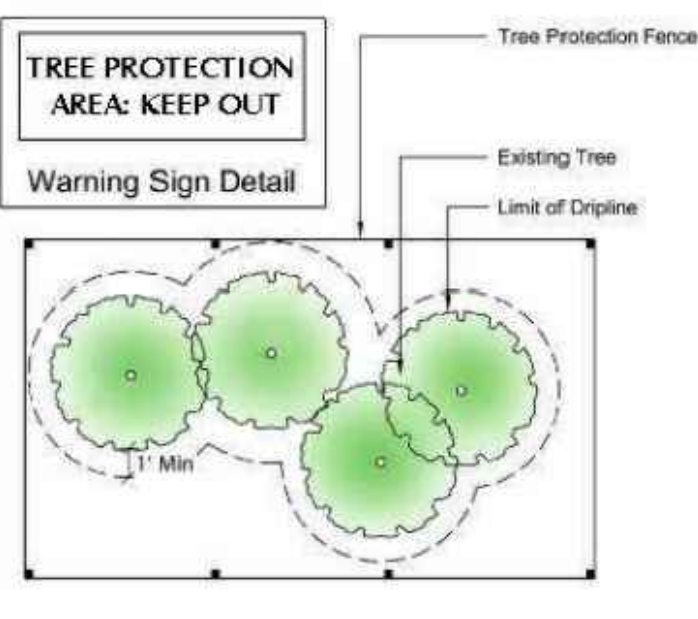 TREE PROTECTION
AREA: KEEP OUT
Warning Sign Detail
Tree Protection Fence
Existing Tree
Limit of Dripline
1' Min